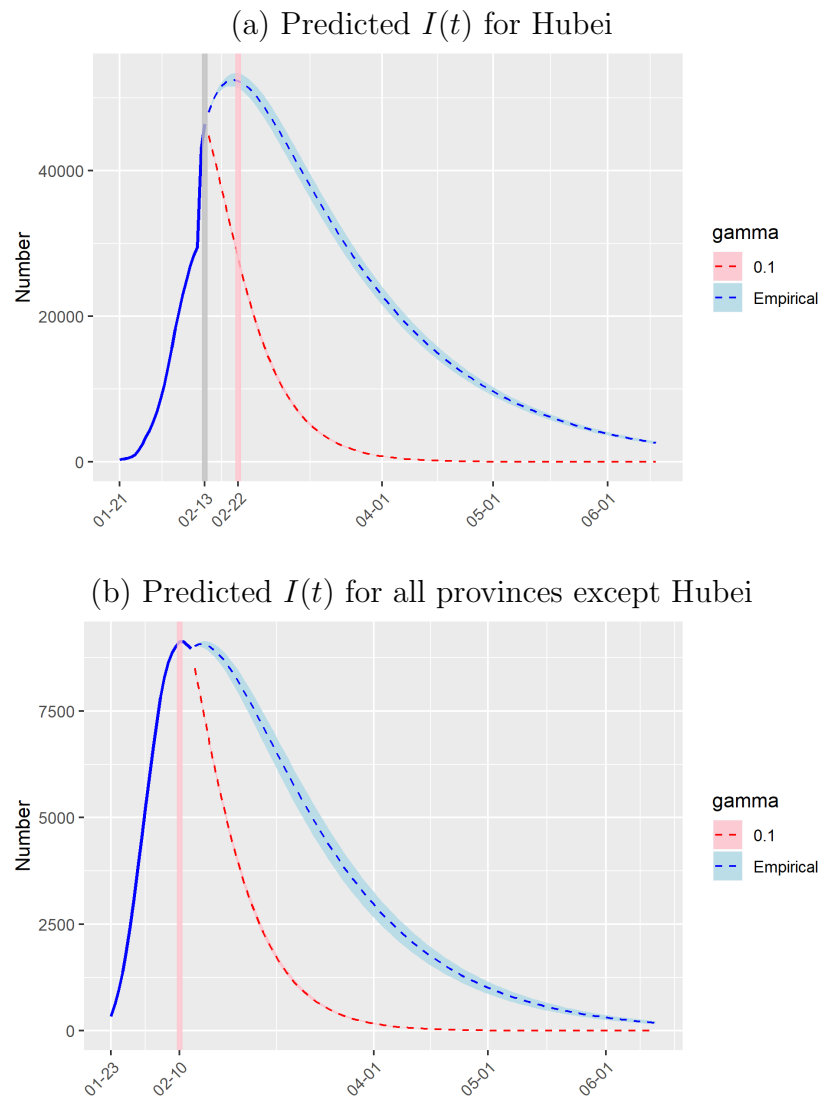 (a) Predicted I(t) for Hubei
Number
40000
20000
0
01-21
02-13
02-22
04-01
05-01
06-01
gamma
0.1
Empirical
(b) Predicted I(t) for all provinces except Hubei
Number
7500
5000
2500
0
01-23
02-10
04-01
05-01
06-01
gamma
0.1
Empirical